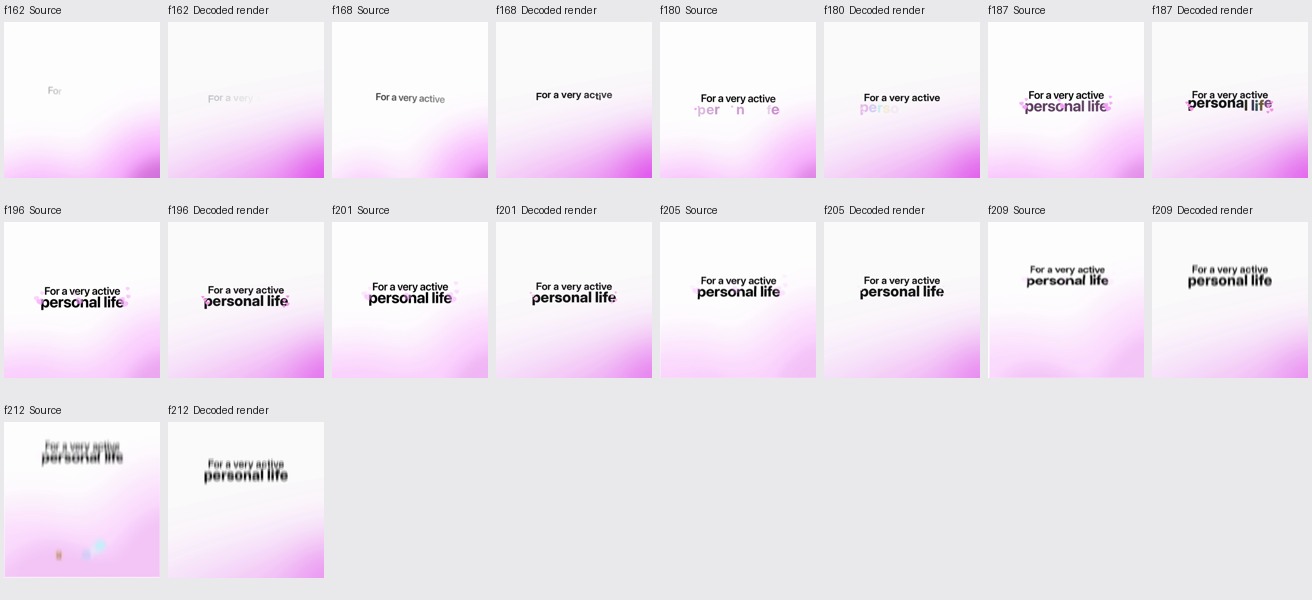 f162 Source
f162 Decoded render
f168 Source
f168 Decoded render
f180 Source
f180 Decoded render
f187 Source
f187 Decoded render
For
For a very
For a very active
For a very active
For a very active
per n fe
For a very active
perso
For a very active
personal life
For a very active
personal life
f196 Source
f196 Decoded render
f201 Source
f201 Decoded render
f205 Source
f205 Decoded render
f209 Source
f209 Decoded render
For a very active
personal life
For a very active
personal life
For a very active
personal life
For a very active
personal life
For a very active
personal life
For a very active
personal life
For a very active
personal life
For a very active
personal life
f212 Source
f212 Decoded render
For a very active
personal life
For a very active
personal life